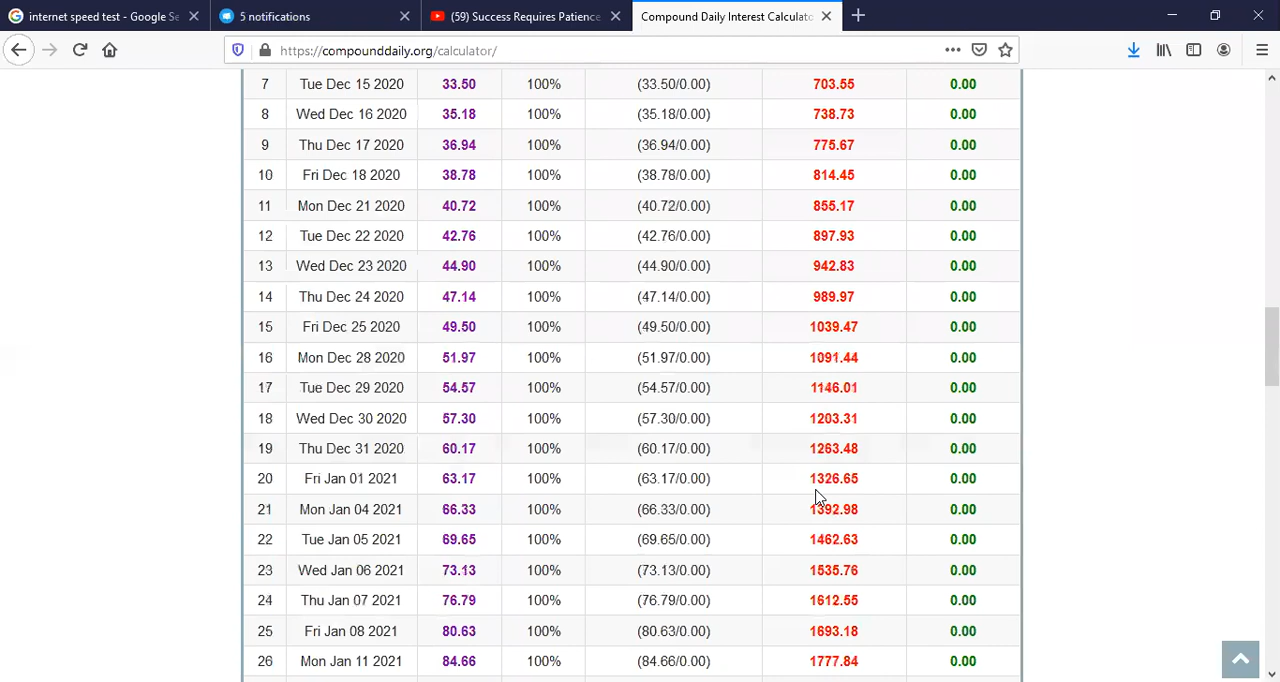 internet speed test - Google Se
5 notifications
(59) Success Requires Patience
Compound Daily Interest Calculato
https://compounddaily.org/calculator/
7 Tue Dec 15 2020 33.50 100% (33.50/0.00) 703.55 0.00
8 Wed Dec 16 2020 35.18 100% (35.18/0.00) 738.73 0.00
9 Thu Dec 17 2020 36.94 100% (36.94/0.00) 775.67 0.00
10 Fri Dec 18 2020 38.78 100% (38.78/0.00) 814.45 0.00
11 Mon Dec 21 2020 40.72 100% (40.72/0.00) 855.17 0.00
12 Tue Dec 22 2020 42.76 100% (42.76/0.00) 897.93 0.00
13 Wed Dec 23 2020 44.90 100% (44.90/0.00) 942.83 0.00
14 Thu Dec 24 2020 47.14 100% (47.14/0.00) 989.97 0.00
15 Fri Dec 25 2020 49.50 100% (49.50/0.00) 1039.47 0.00
16 Mon Dec 28 2020 51.97 100% (51.97/0.00) 1091.44 0.00
17 Tue Dec 29 2020 54.57 100% (54.57/0.00) 1146.01 0.00
18 Wed Dec 30 2020 57.30 100% (57.30/0.00) 1203.31 0.00
19 Thu Dec 31 2020 60.17 100% (60.17/0.00) 1263.48 0.00
20 Fri Jan 01 2021 63.17 100% (63.17/0.00) 1326.65 0.00
21 Mon Jan 04 2021 66.33 100% (66.33/0.00) 1392.98 0.00
22 Tue Jan 05 2021 69.65 100% (69.65/0.00) 1462.63 0.00
23 Wed Jan 06 2021 73.13 100% (73.13/0.00) 1535.76 0.00
24 Thu Jan 07 2021 76.79 100% (76.79/0.00) 1612.55 0.00
25 Fri Jan 08 2021 80.63 100% (80.63/0.00) 1693.18 0.00
26 Mon Jan 11 2021 84.66 100% (84.66/0.00) 1777.84 0.00